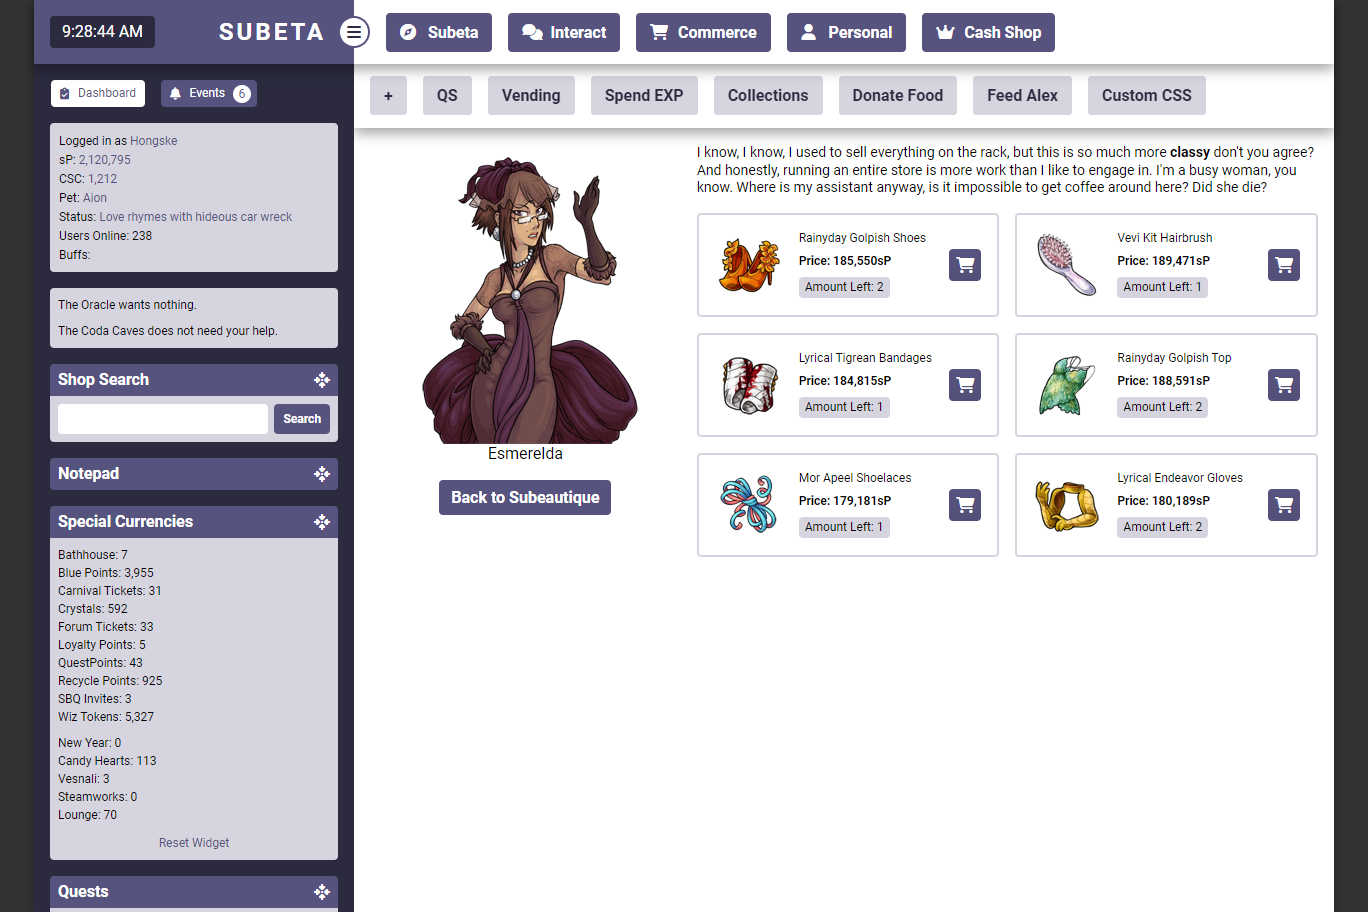 9:28:44 AM
SUBETA
Subeta
Interact
Commerce
Personal
Cash Shop
Dashboard
Events 6
+
QS
Vending
Spend EXP
Collections
Donate Food
Feed Alex
Custom CSS
Logged in as Hongske
sP: 2,120,795
CSC: 1,212
Pet: Aion
Status: Love rhymes with hideous car wreck
Users Online: 238
Buffs:
The Oracle wants nothing.
The Coda Caves does not need your help.
Shop Search
Search
Notepad
Special Currencies
Bathhouse: 7
Blue Points: 3,955
Carnival Tickets: 31
Crystals: 592
Forum Tickets: 33
Loyalty Points: 5
QuestPoints: 43
Recycle Points: 925
SBQ Invites: 3
Wiz Tokens: 5,327
New Year: 0
Candy Hearts: 113
Vesnali: 3
Steamworks: 0
Lounge: 70
Reset Widget
Quests
Esmerelda
Back to Subeautique
I know, I know, I used to sell everything on the rack, but this is so much more classy don't you agree?
And honestly, running an entire store is more work than I like to engage in. I'm a busy woman, you
know. Where is my assistant anyway, is it impossible to get coffee around here? Did she die?
Rainyday Golpish Shoes
Price: 185,550sP
Amount Left: 2
Vevi Kit Hairbrush
Price: 189,471sP
Amount Left: 1
Lyrical Tigrean Bandages
Price: 184,815sP
Amount Left: 1
Rainyday Golpish Top
Price: 188,591sP
Amount Left: 2
Mor Apeel Shoelaces
Price: 179,181sP
Amount Left: 1
Lyrical Endeavor Gloves
Price: 180,189sP
Amount Left: 2